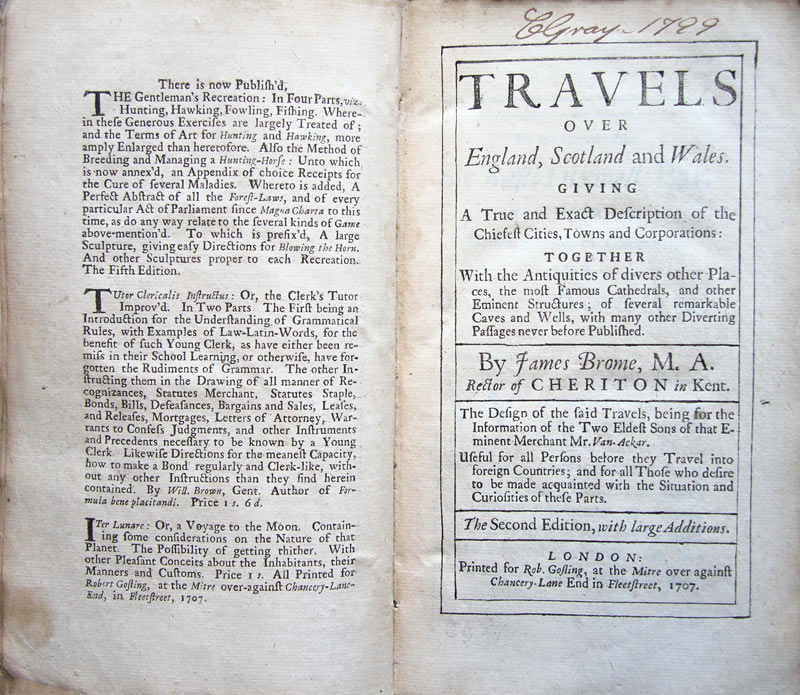 There is now Publiſh'd,
THE Gentleman's Recreation: In Four Parts, viz.
Hunting, Hawking, Fowling, Fiſhing. Where-
in theſe Generous Exerciſes are largely Treated of;
and the Terms of Art for Hunting and Hawking, more
amply Enlarged than heretofore. Alſo the Method of
Breeding and Managing a Hunting-Horſe: Unto which
is now annex'd, an Appendix of choice Receipts for
the Cure of ſeveral Maladies. Whereto is added, A
Perfect Abſtract of all the Foreſt-Laws, and of every
particular Act of Parliament ſince Magna Charta to this
time, as do any way relate to the ſeveral kinds of Game
above-mention'd. To which is prefix'd, A large
Sculpture, giving eaſy Directions for Blowing the Horn.
And other Sculptures proper to each Recreation.
The Fifth Edition.
TUtor Clericalis Inſtructus: Or, the Clerk's Tutor
Improv'd. In Two Parts. The Firſt being an
Introduction for the Underſtanding of Grammatical
Rules, with Examples of Law-Latin-Words, for the
benefit of ſuch Young Clerk, as have either been re-
miſs in their School Learning, or otherwiſe, have for-
gotten the Rudiments of Grammar. The other In-
ſtructing them in the Drawing of all manner of Re-
cognizances, Statutes Merchant, Statutes Staple,
Bonds, Bills, Defeaſances, Bargains and Sales, Leaſes,
and Releaſes, Mortgages, Letters of Attorney, War-
rants to Confeſs Judgments, and other Inſtruments
and Precedents neceſſary to be known by a Young
Clerk. Likewiſe Directions for the meaneſt Capacity,
how to make a Bond regularly and Clerk-like, with-
out any other Inſtructions than they find herein
contained. By Will. Brown, Gent. Author of For-
mula bene placitandi. Price 1 s. 6 d.
ITer Lunare: Or, a Voyage to the Moon. Contain-
ing ſome conſiderations on the Nature of that
Planet. The Poſſibility of getting thither. With
other Pleaſant Conceits about the Inhabitants, their
Manners and Cuſtoms. Price 1 s. All Printed for
Robert Goſling, at the Mitre over-againſt Chancery-Lane-
End, in Fleetſtreet, 1707.
CGray - 1799
TRAVELS
OVER
England, Scotland and Wales.
GIVING
A True and Exact Deſcription of the
Chiefeſt Cities, Towns and Corporations:
TOGETHER
With the Antiquities of divers other Pla-
ces, the moſt Famous Cathedrals, and other
Eminent Structures; of ſeveral remarkable
Caves and Wells, with many other Diverting
Paſſages never before Publiſhed.
By James Brome, M. A.
Rector of CHERITON in Kent.
The Deſign of the ſaid Travels, being for the
Information of the Two Eldeſt Sons of that E-
minent Merchant Mr. Van-Ackar.
Uſeful for all Perſons before they Travel into
foreign Countries; and for all Thoſe who deſire
to be made acquainted with the Situation and
Curioſities of theſe Parts.
The Second Edition, with large Additions.
LONDON:
Printed for Rob. Goſling, at the Mitre over againſt
Chancery-Lane End in Fleetſtreet, 1707.